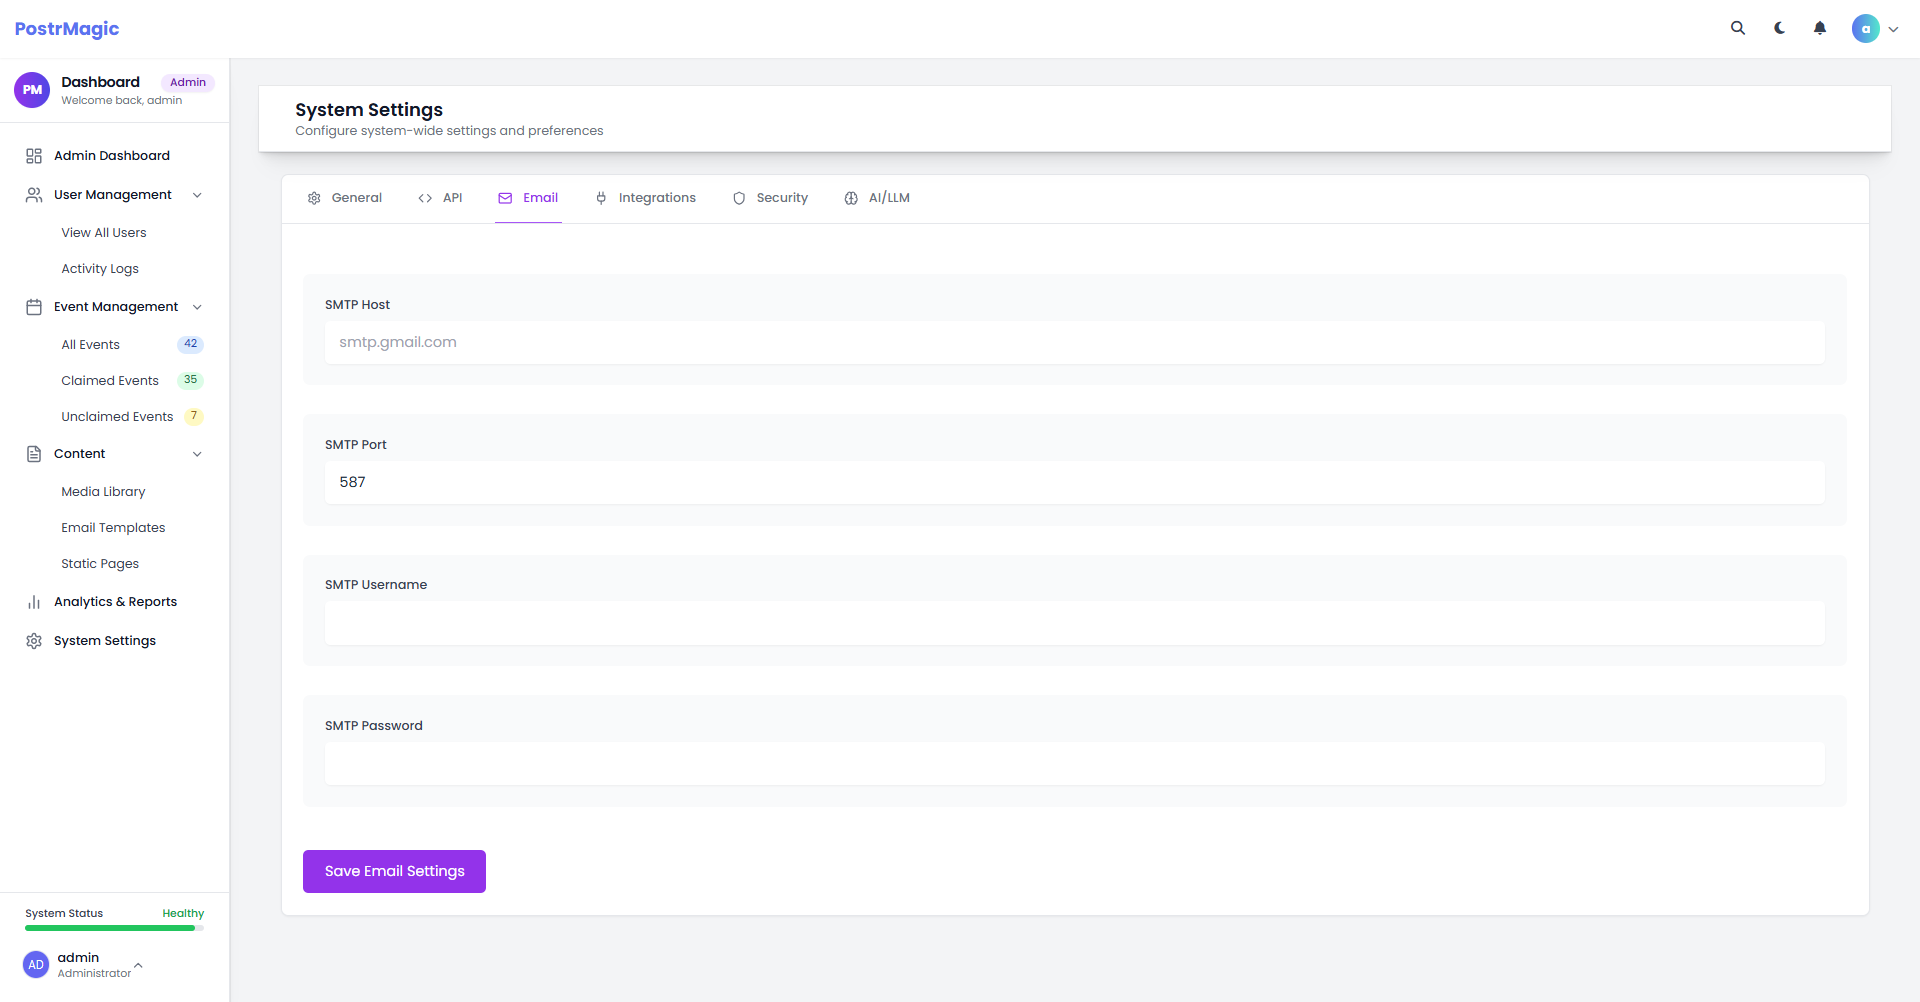 PostrMagic
a
PM
Dashboard
Admin
Welcome back, admin
Admin Dashboard
User Management
View All Users
Activity Logs
Event Management
All Events
42
Claimed Events
35
Unclaimed Events
7
Content
Media Library
Email Templates
Static Pages
Analytics & Reports
System Settings
System Status
Healthy
AD
admin
Administrator
System Settings
Configure system-wide settings and preferences
General
API
Email
Integrations
Security
AI/LLM
SMTP Host
smtp.gmail.com
SMTP Port
587
SMTP Username
SMTP Password
Save Email Settings